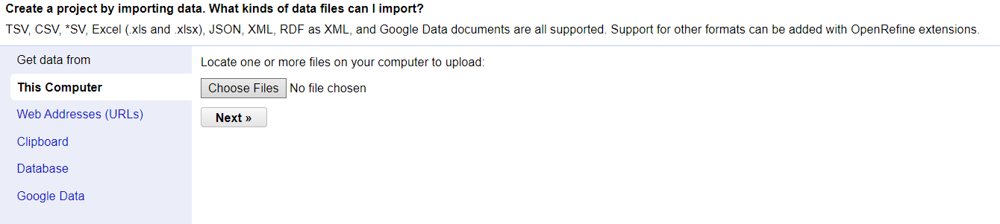 Create a project by importing data. What kinds of data files can I import?
TSV, CSV, *SV, Excel (.xls and .xlsx), JSON, XML, RDF as XML, and Google Data documents are all supported. Support for other formats can be added with OpenRefine extensions.
Get data from
This Computer
Web Addresses (URLs)
Clipboard
Database
Google Data
Locate one or more files on your computer to upload:
Choose Files No file chosen
Next »